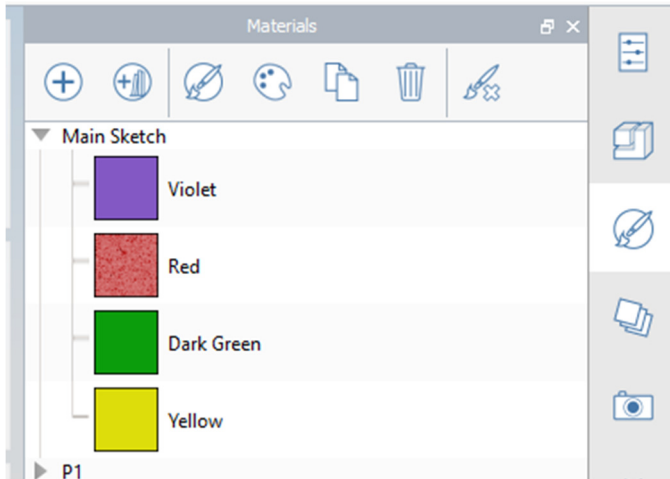 Materials
Main Sketch
Violet
Red
Dark Green
Yellow
P1